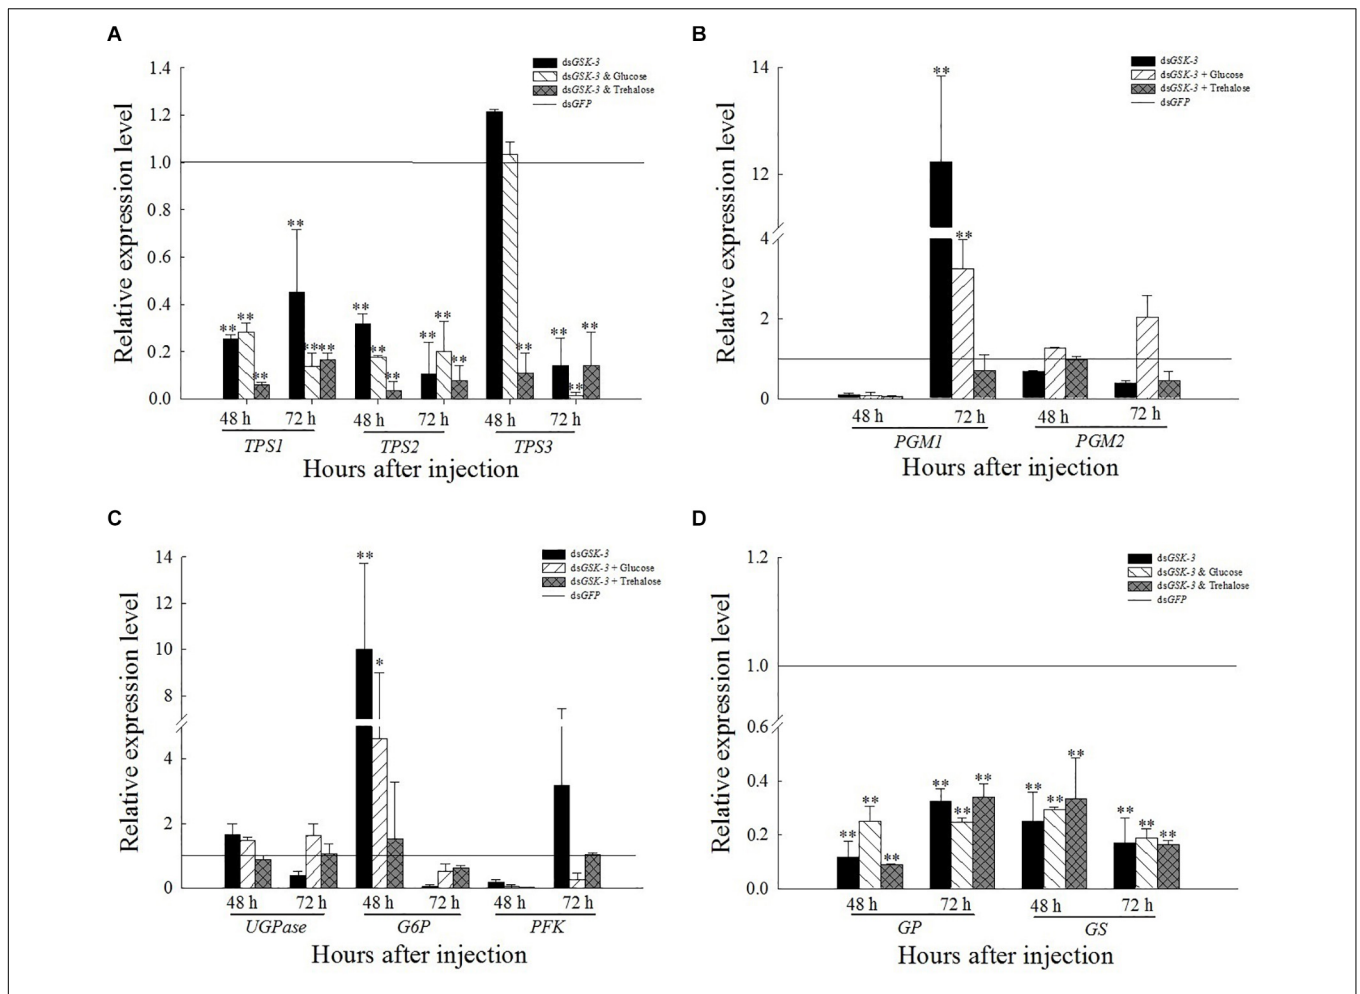 A
Relative expression level
1.4
1.2
1.0
0.8
0.6
0.4
0.2
0.0
dsGSK-3
dsGSK-3 & Glucose
dsGSK-3 & Trehalose
dsGFP
** ** ** ** ** ** ** ** ** ** ** ** ** ** ** **
48 h 72 h 48 h 72 h 48 h 72 h
TPS1 TPS2 TPS3
Hours after injection
B
Relative expression level
14
12
4
2
0
dsGSK-3
dsGSK-3 + Glucose
dsGSK-3 + Trehalose
dsGFP
** **
48 h 72 h 48 h 72 h
PGM1 PGM2
Hours after injection
C
Relative expression level
14
12
10
8
6
4
2
0
dsGSK-3
dsGSK-3 + Glucose
dsGSK-3 + Trehalose
dsGFP
** *
48 h 72 h 48 h 72 h 48 h 72 h
UGPase G6P PFK
Hours after injection
D
Relative expression level
1.2
1.0
0.6
0.4
0.2
0.0
dsGSK-3
dsGSK-3 & Glucose
dsGSK-3 & Trehalose
dsGFP
** ** ** ** ** ** ** ** ** ** ** **
48 h 72 h 48 h 72 h
GP GS
Hours after injection